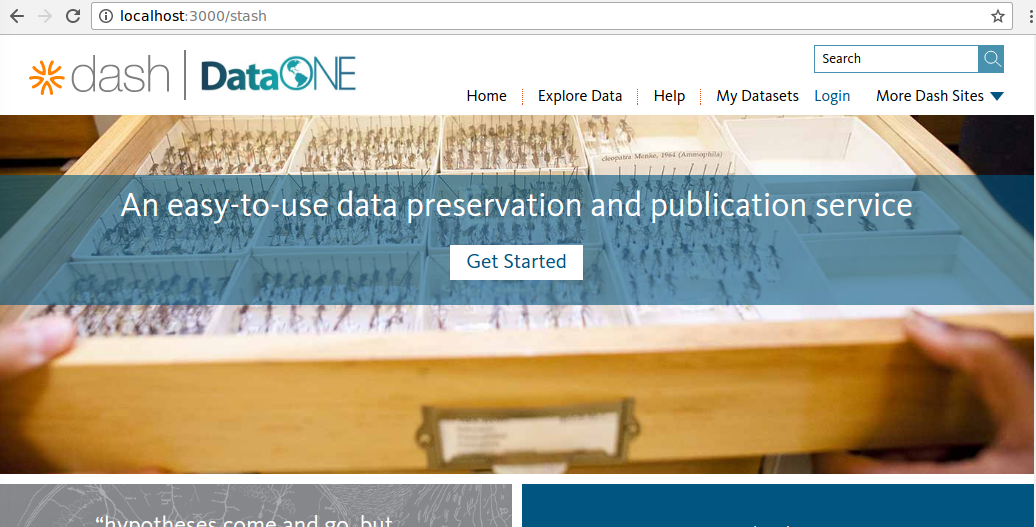 localhost:3000/stash
dash
DataONE
Search
Home
Explore Data
Help
My Datasets
Login
More Dash Sites
cleopatra Menke, 1964 (Ammophila)
An easy-to-use data preservation and publication service
Get Started
“hypotheses come and go, but